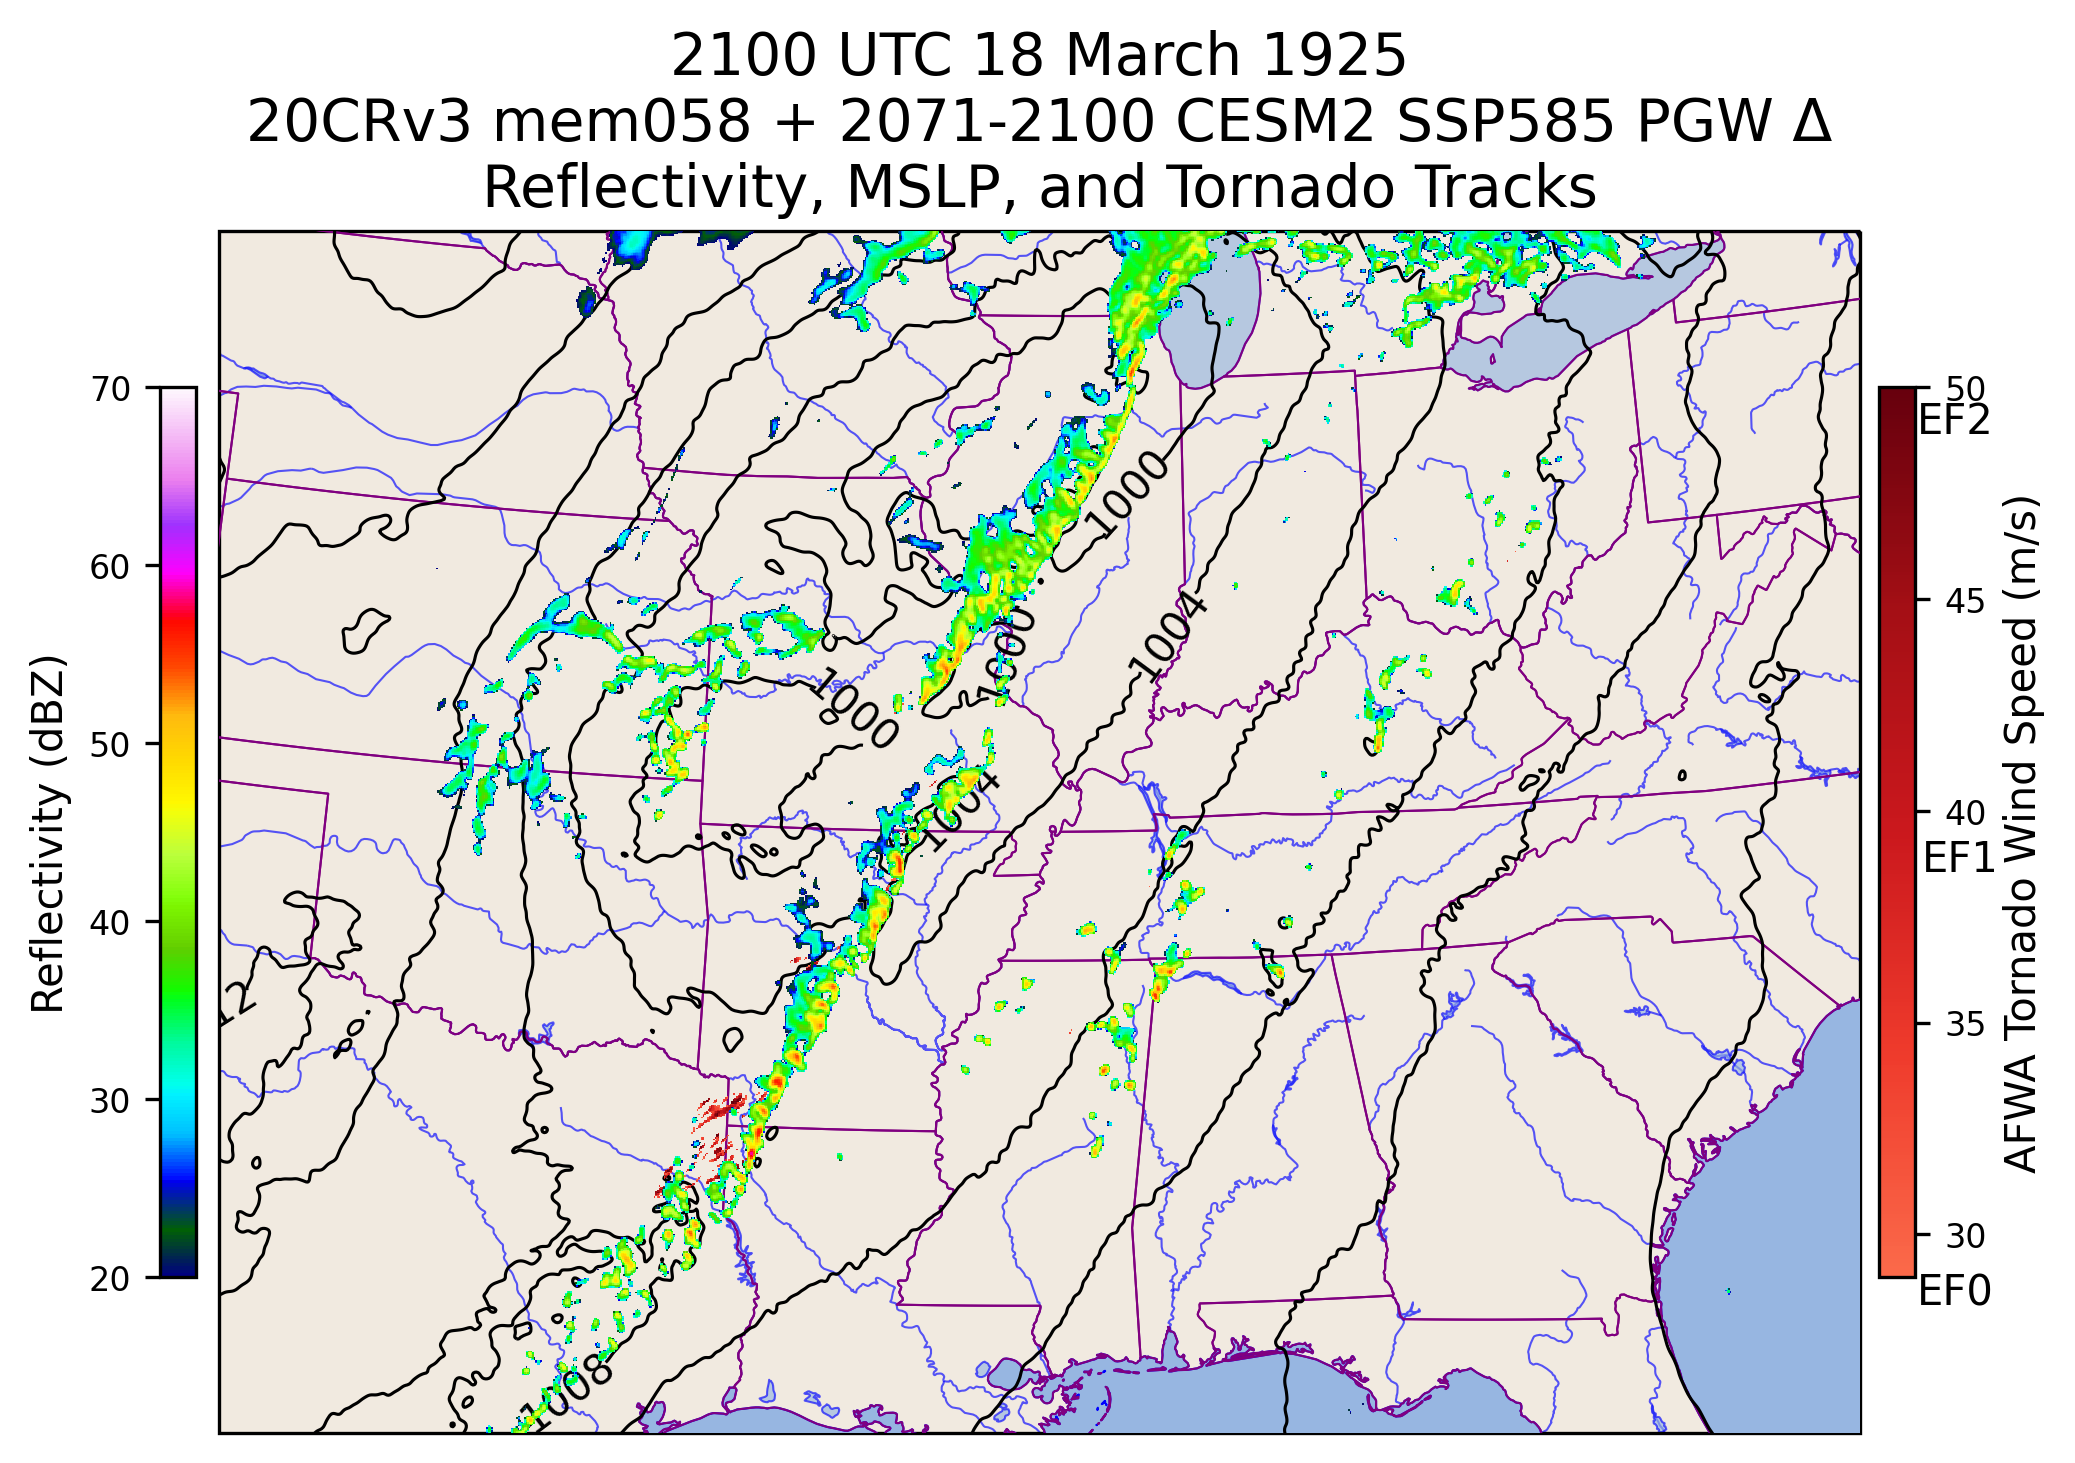 2100 UTC 18 March 1925
20CRv3 mem058 + 2071-2100 CESM2 SSP585 PGW Δ
Reflectivity, MSLP, and Tornado Tracks
Reflectivity (dBZ)
70
60
50
40
30
20
1000
1000
1004
1000
1004
12
1008
50
EF2
45
40
EF1
35
30
EF0
AFWA Tornado Wind Speed (m/s)